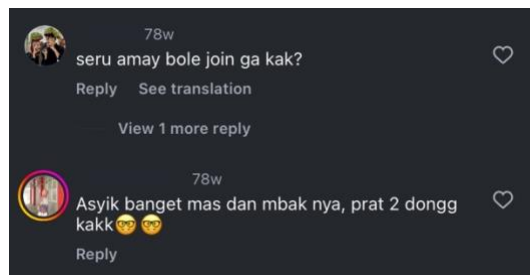 78w
seru amay bole join ga kak?
Reply See translation
View 1 more reply
78w
Asyik banget mas dan mbak nya, prat 2 dongg
kakk🤓🤓
Reply